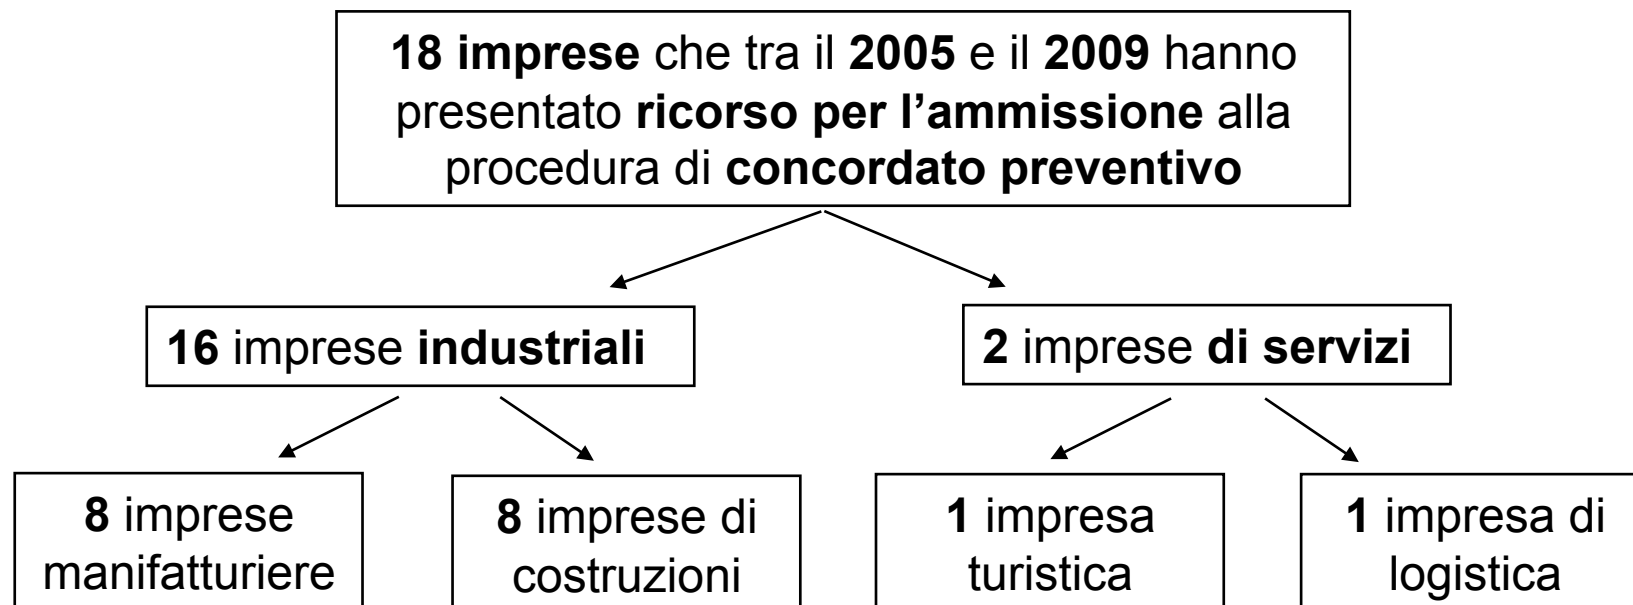 18 imprese che tra il 2005 e il 2009 hanno
presentato ricorso per l’ammissione alla
procedura di concordato preventivo
16 imprese industriali
2 imprese di servizi
8 imprese
manifatturiere
8 imprese di
costruzioni
1 impresa
turistica
1 impresa di
logistica